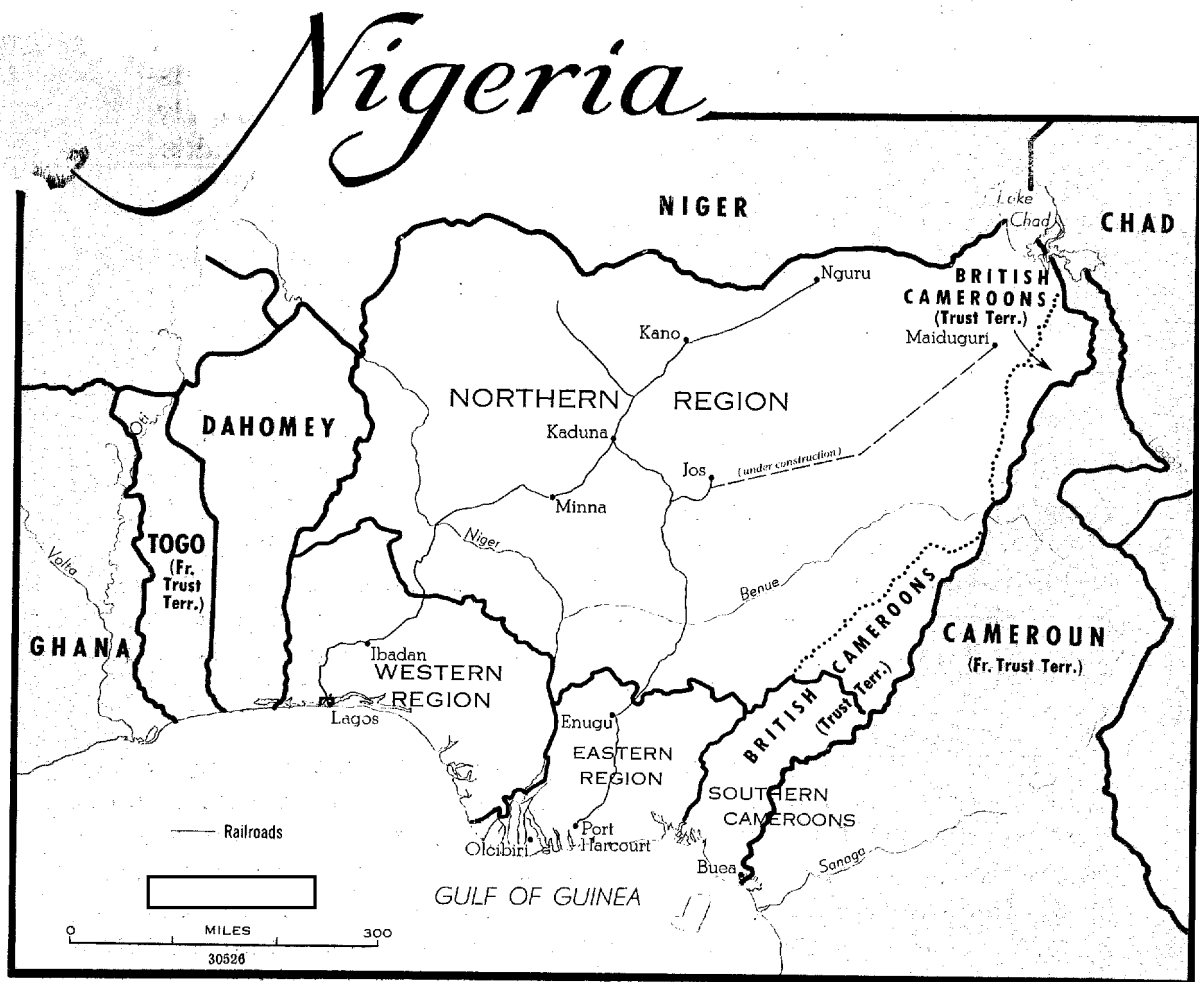 Nigeria
NIGER
Lake
Chad
CHAD
Nguru
BRITISH
CAMEROONS
(Trust Terr.)
Kano
Maiduguri
NORTHERN REGION
Oti
DAHOMEY
Kaduna
Jos
(under construction)
Minna
Niger
TOGO
(Fr.
Trust
Terr.)
Volta
Benue
GHANA
BRITISH CAMEROONS
(Trust Terr.)
CAMEROUN
(Fr. Trust Terr.)
Ibadan
WESTERN
REGION
Lagos
Enugu
EASTERN
REGION
SOUTHERN
CAMEROONS
Railroads
Oloibiri
Port
Harcourt
Buea
Sanaga
GULF OF GUINEA
0 MILES 300
30526